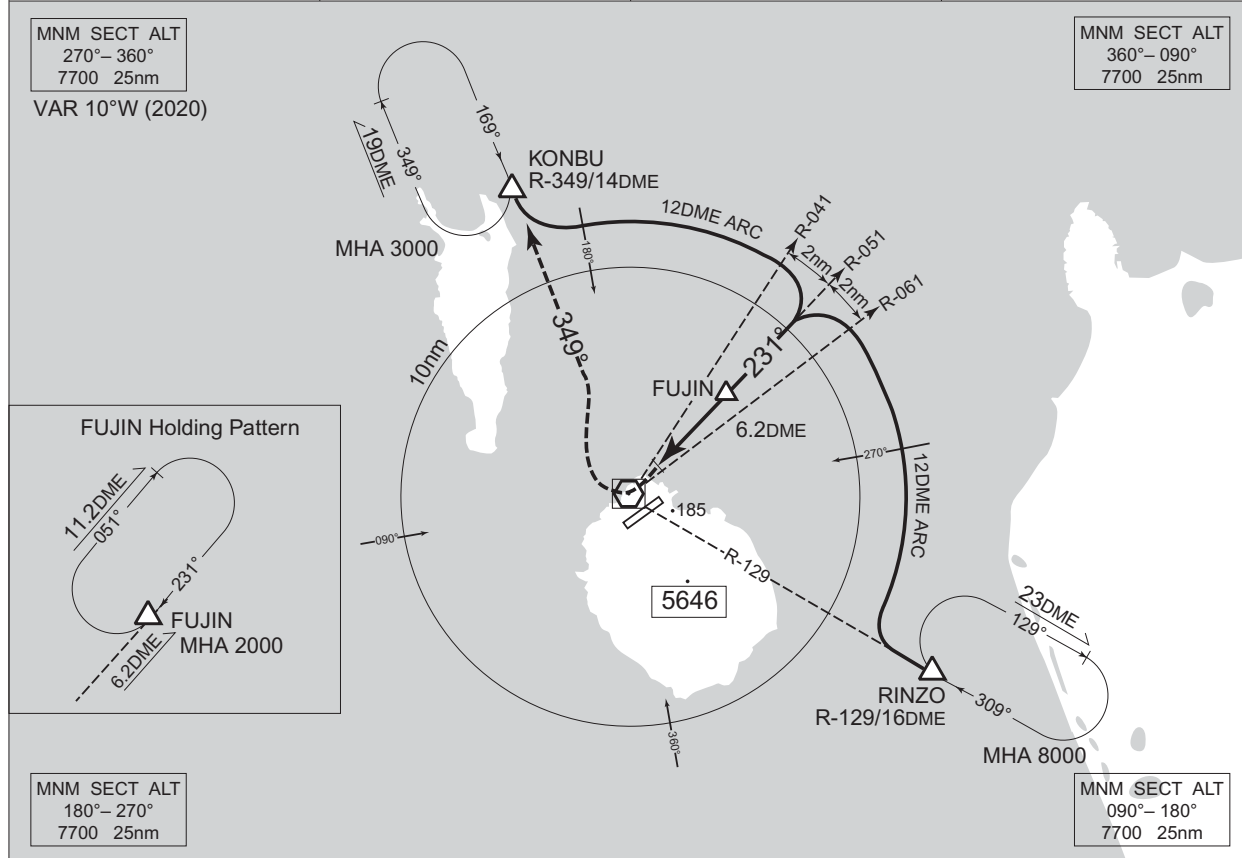 MNM SECT ALT
270°– 360°
7700 25nm
MNM SECT ALT
360°– 090°
7700 25nm
VAR 10°W (2020)
169°
349°
19DME
KONBU
R-349/14DME
MHA 3000
12DME ARC
180°
R-041
2nm
R-051
2nm
R-061
349°
231°
10nm
FUJIN
6.2DME
270°
12DME ARC
FUJIN Holding Pattern
11.2DME
051°
231°
FUJIN
MHA 2000
6.2DME
090°
.185
R-129
5646
23DME
129°
RINZO
R-129/16DME
309°
MHA 8000
360°
MNM SECT ALT
180°– 270°
7700 25nm
MNM SECT ALT
090°– 180°
7700 25nm